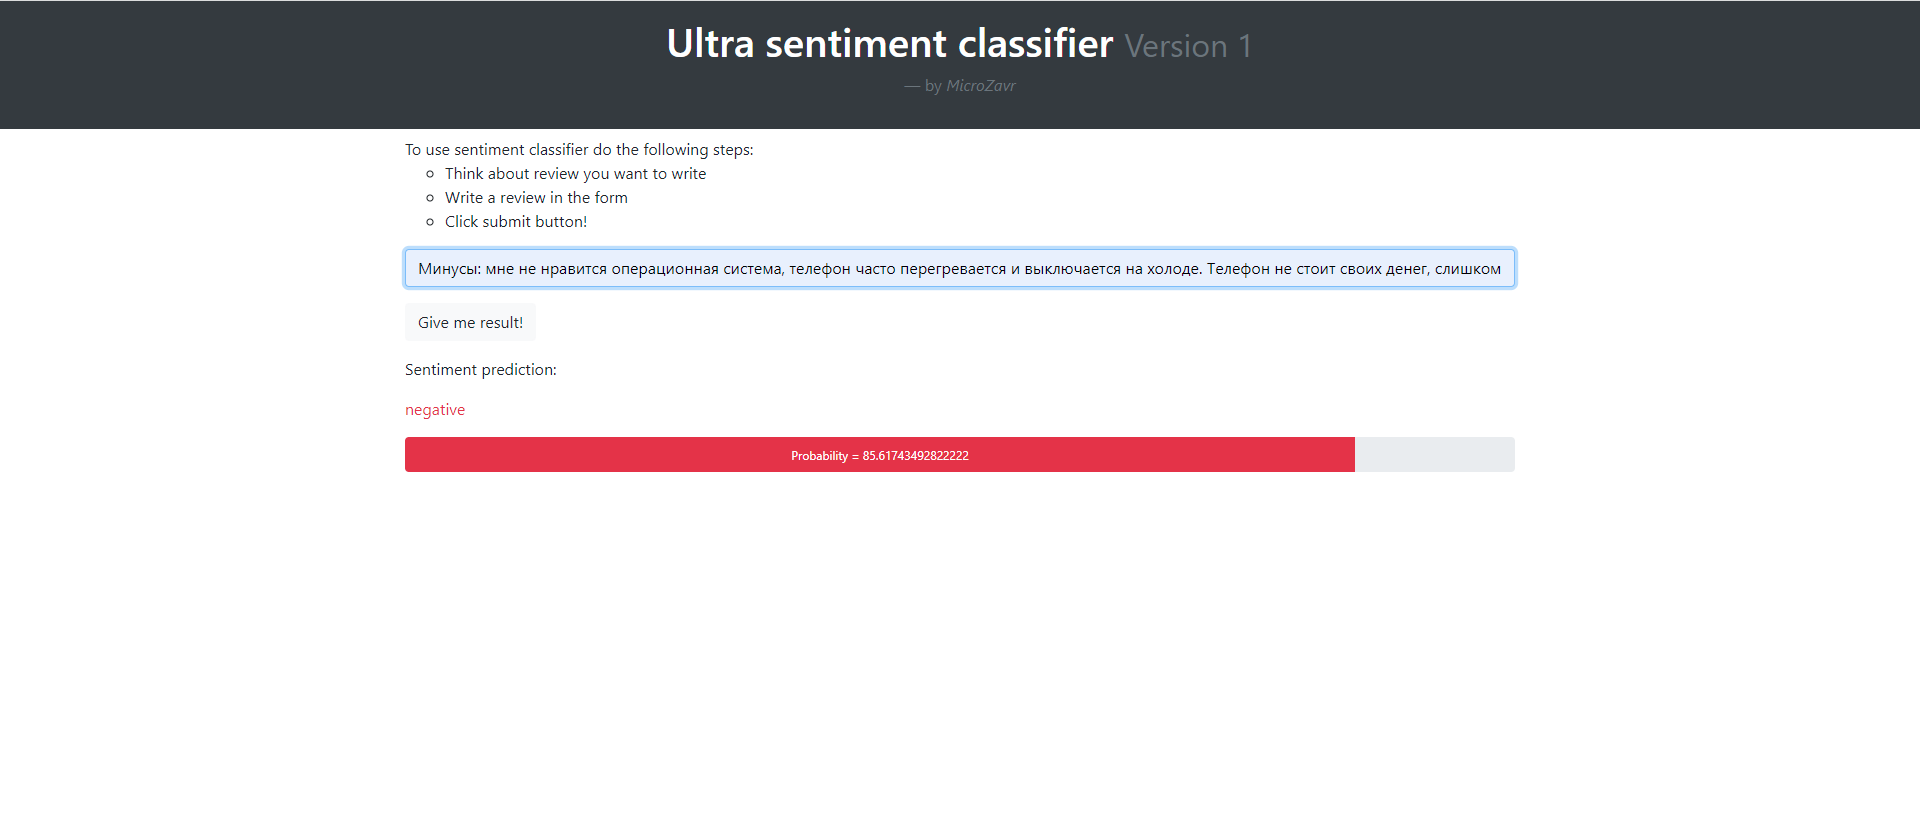 Ultra sentiment classifier Version 1
— by MicroZavr
To use sentiment classifier do the following steps:
Think about review you want to write
Write a review in the form
Click submit button!
Минусы: мне не нравится операционная система, телефон часто перегревается и выключается на холоде. Телефон не стоит своих денег, слишком
Give me result!
Sentiment prediction:
negative
Probability = 85.61743492822222